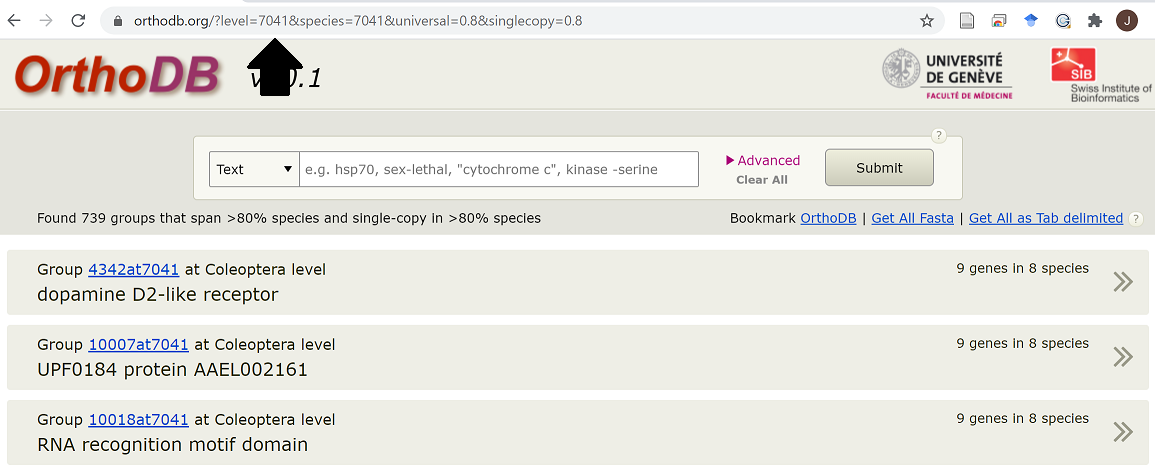 orthodb.org/?level=7041&species=7041&universal=0.8&singlecopy=0.8
J
OrthoDB
UNIVERSITÉ
DE GENÈVE
FACULTÉ DE MÉDECINE
SIB
Swiss Institute of
Bioinformatics
?
Text
e.g. hsp70, sex-lethal, "cytochrome c", kinase -serine
Advanced
Clear All
Submit
Found 739 groups that span >80% species and single-copy in >80% species
Bookmark OrthoDB | Get All Fasta | Get All as Tab delimited ?
Group 4342at7041 at Coleoptera level
9 genes in 8 species
dopamine D2-like receptor
Group 10007at7041 at Coleoptera level
9 genes in 8 species
UPF0184 protein AAEL002161
Group 10018at7041 at Coleoptera level
9 genes in 8 species
RNA recognition motif domain